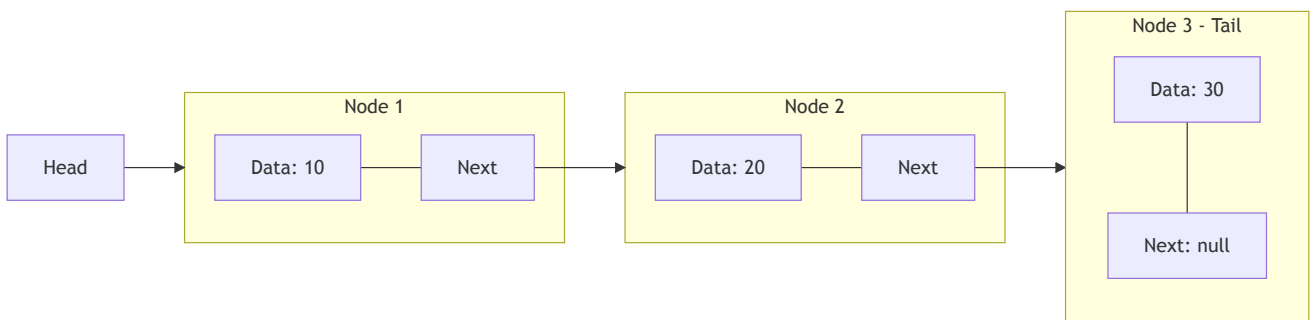 Head
Node 1
Data: 10
Next
Node 2
Data: 20
Next
Node 3 - Tail
Data: 30
Next: null